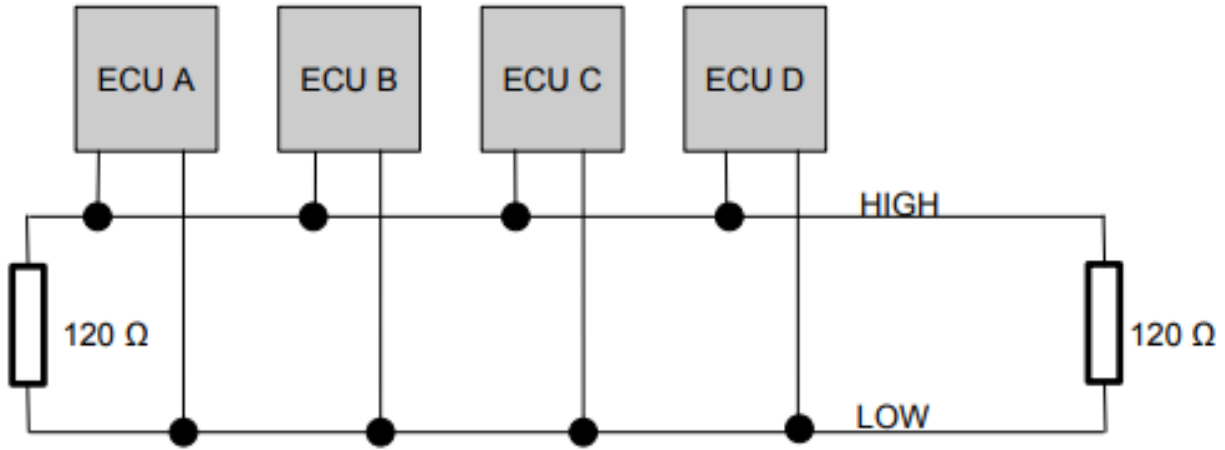 ECU A
ECU B
ECU C
ECU D
HIGH
120 Ω
120 Ω
LOW